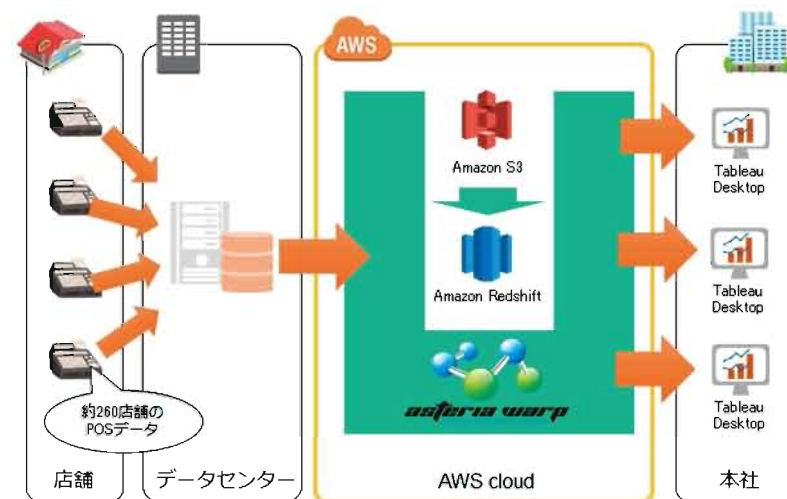 AWS
Amazon S3
Amazon Redshift
asteria warp
Tableau
Desktop
Tableau
Desktop
Tableau
Desktop
約260店舗の
POSデータ
店舗
データセンター
AWS cloud
本社